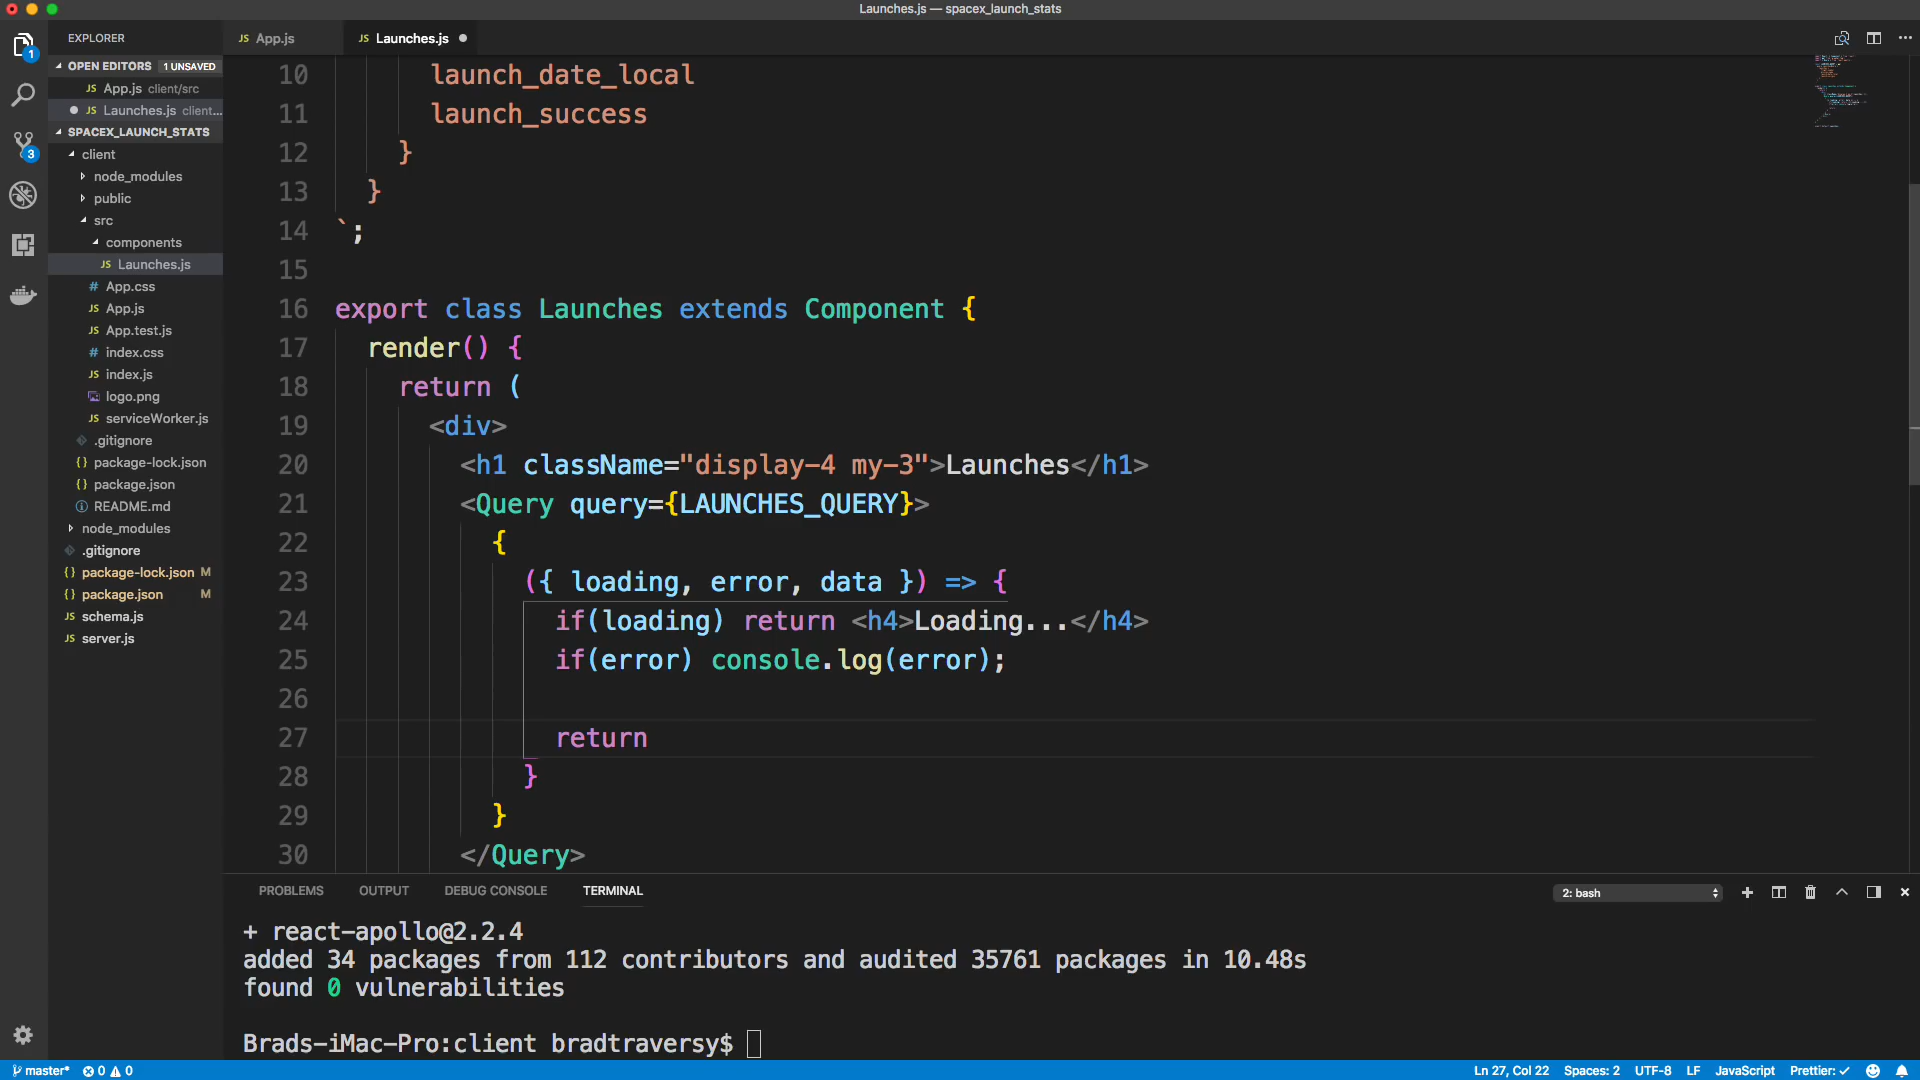 Launches.js — spacex_launch_stats
EXPLORER
JS App.js
JS Launches.js
OPEN EDITORS 1 UNSAVED
JS App.js client/src
JS Launches.js client...
SPACEX_LAUNCH_STATS
client
node_modules
public
src
components
JS Launches.js
# App.css
JS App.js
JS App.test.js
# index.css
JS index.js
logo.png
JS serviceWorker.js
.gitignore
{} package-lock.json
{} package.json
README.md
node_modules
.gitignore
{} package-lock.json M
{} package.json M
JS schema.js
JS server.js
1
3
10 launch_date_local
11 launch_success
12 }
13 }
14 `;
15
16 export class Launches extends Component {
17 render() {
18 return (
19 <div>
20 <h1 className="display-4 my-3">Launches</h1>
21 <Query query={LAUNCHES_QUERY}>
22 {
23 ({ loading, error, data }) => {
24 if(loading) return <h4>Loading...</h4>
25 if(error) console.log(error);
26
27 return
28 }
29 }
30 </Query>
PROBLEMS OUTPUT DEBUG CONSOLE TERMINAL 2: bash
+ react-apollo@2.2.4
added 34 packages from 112 contributors and audited 35761 packages in 10.48s
found 0 vulnerabilities
Brads-iMac-Pro:client bradtraversy$
master* 0 0 Ln 27, Col 22 Spaces: 2 UTF-8 LF JavaScript Prettier: ✓